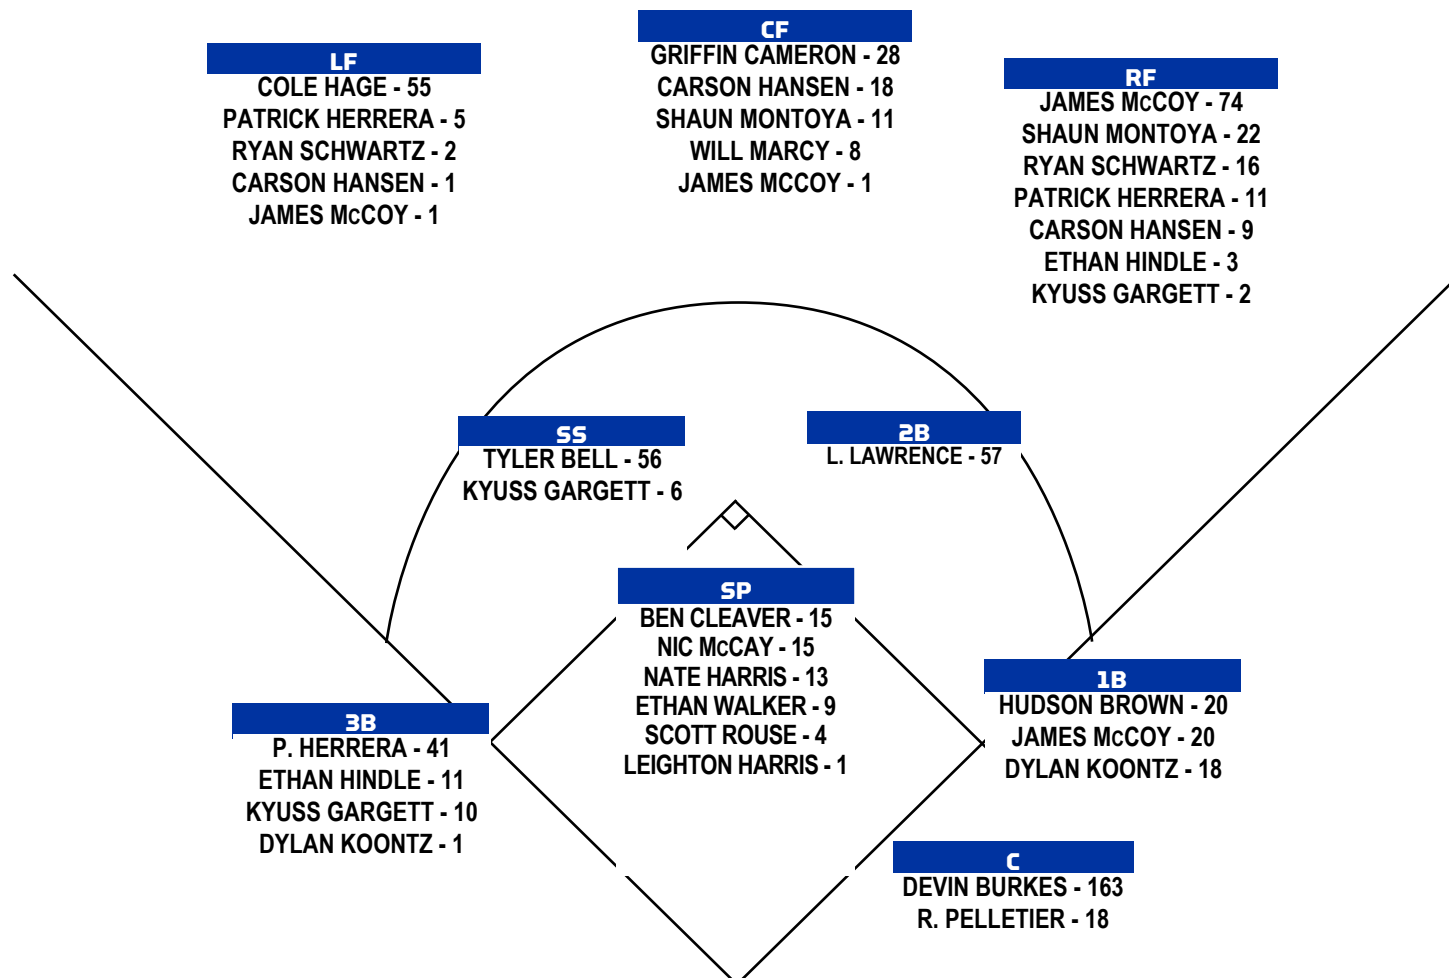 LF
COLE HAGE - 55
PATRICK HERRERA - 5
RYAN SCHWARTZ - 2
CARSON HANSEN - 1
JAMES McCOY - 1
CF
GRIFFIN CAMERON - 28
CARSON HANSEN - 18
SHAUN MONTOYA - 11
WILL MARCY - 8
JAMES MCCOY - 1
RF
JAMES McCOY - 74
SHAUN MONTOYA - 22
RYAN SCHWARTZ - 16
PATRICK HERRERA - 11
CARSON HANSEN - 9
ETHAN HINDLE - 3
KYUSS GARGETT - 2
SS
TYLER BELL - 56
KYUSS GARGETT - 6
2B
L. LAWRENCE - 57
SP
BEN CLEAVER - 15
NIC McCAY - 15
NATE HARRIS - 13
ETHAN WALKER - 9
SCOTT ROUSE - 4
LEIGHTON HARRIS - 1
3B
P. HERRERA - 41
ETHAN HINDLE - 11
KYUSS GARGETT - 10
DYLAN KOONTZ - 1
1B
HUDSON BROWN - 20
JAMES McCOY - 20
DYLAN KOONTZ - 18
C
DEVIN BURKES - 163
R. PELLETIER - 18